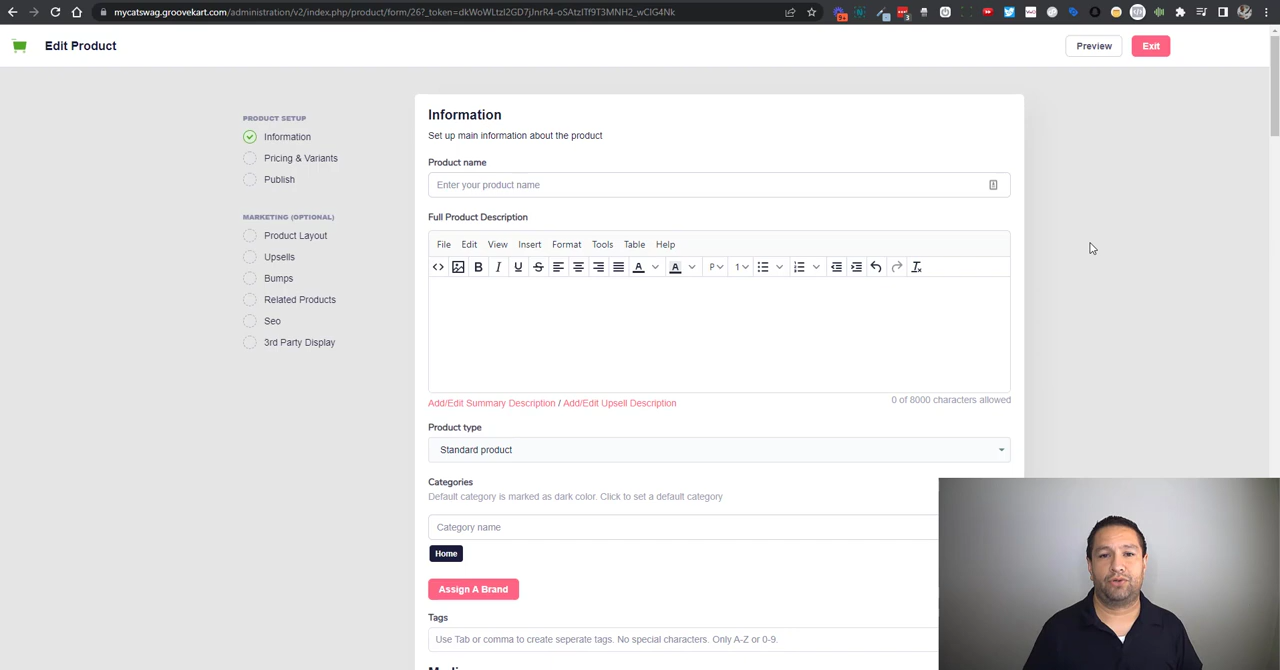 mycatswag.groovekart.com/administration/v2/index.php/product/form/26?_token=dkWoWLtzI2GD7jJnrR4-oSAtzITf9T3MNH2_wCIG4Nk
9+
3
Edit Product
Preview
Exit
PRODUCT SETUP
Information
Pricing & Variants
Publish
MARKETING (OPTIONAL)
Product Layout
Upsells
Bumps
Related Products
Seo
3rd Party Display
Information
Set up main information about the product
Product name
Enter your product name
Full Product Description
File Edit View Insert Format Tools Table Help
B I U S A A P 1
0 of 8000 characters allowed
Add/Edit Summary Description / Add/Edit Upsell Description
Product type
Standard product
Categories
Default category is marked as dark color. Click to set a default category
Category name
Home
Assign A Brand
Tags
Use Tab or comma to create seperate tags. No special characters. Only A-Z or 0-9.